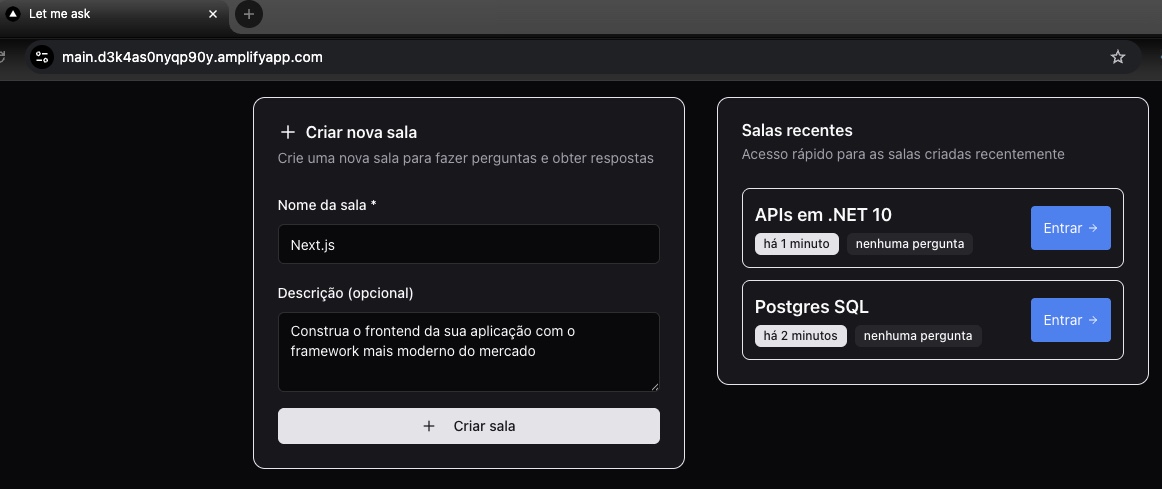 Let me ask
main.d3k4as0nyqp90y.amplifyapp.com
Criar nova sala
Crie uma nova sala para fazer perguntas e obter respostas
Nome da sala *
Next.js
Descrição (opcional)
Construa o frontend da sua aplicação com o
framework mais moderno do mercado
Criar sala
Salas recentes
Acesso rápido para as salas criadas recentemente
APIs em .NET 10
há 1 minuto
nenhuma pergunta
Entrar →
Postgres SQL
há 2 minutos
nenhuma pergunta
Entrar →